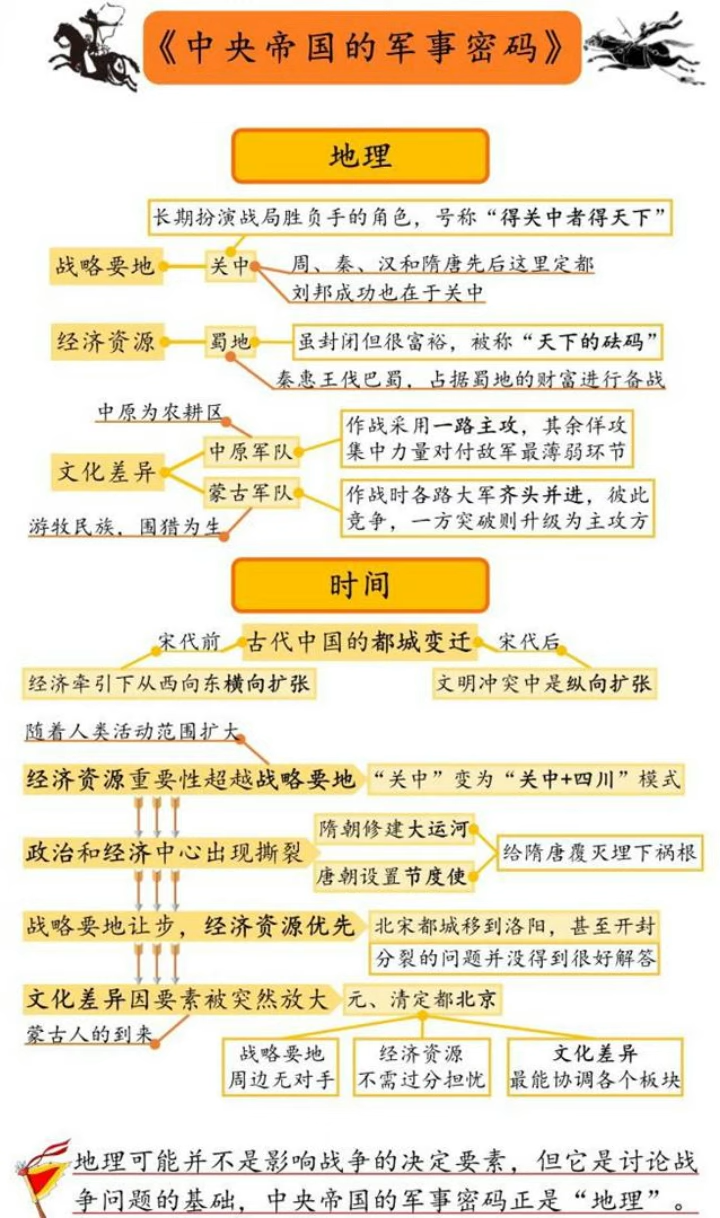 《中央帝国的军事密码》
地理
长期扮演战局胜负手的角色，号称“得关中者得天下”
战略要地
关中
周、秦、汉和隋唐先后这里定都
刘邦成功也在于关中
经济资源
蜀地
虽封闭但很富裕，被称“天下的砝码”
秦惠王伐巴蜀，占据蜀地的财富进行备战
中原为农耕区
文化差异
中原军队
作战采用一路主攻，其余佯攻
集中力量对付敌军最薄弱环节
蒙古军队
作战时各路大军齐头并进，彼此
竞争，一方突破则升级为主攻方
游牧民族，围猎为生
时间
宋代前
古代中国的都城变迁
宋代后
经济牵引下从西向东横向扩张
文明冲突中是纵向扩张
随着人类活动范围扩大
经济资源重要性超越战略要地
“关中”变为“关中+四川”模式
政治和经济中心出现撕裂
隋朝修建大运河
唐朝设置节度使
给隋唐覆灭埋下祸根
战略要地让步，经济资源优先
北宋都城移到洛阳，甚至开封
分裂的问题并没得到很好解答
文化差异因要素被突然放大
元、清定都北京
蒙古人的到来
战略要地
周边无对手
经济资源
不需过分担忧
文化差异
最能协调各个板块
地理可能并不是影响战争的决定要素，但它是讨论战
争问题的基础，中央帝国的军事密码正是“地理”。